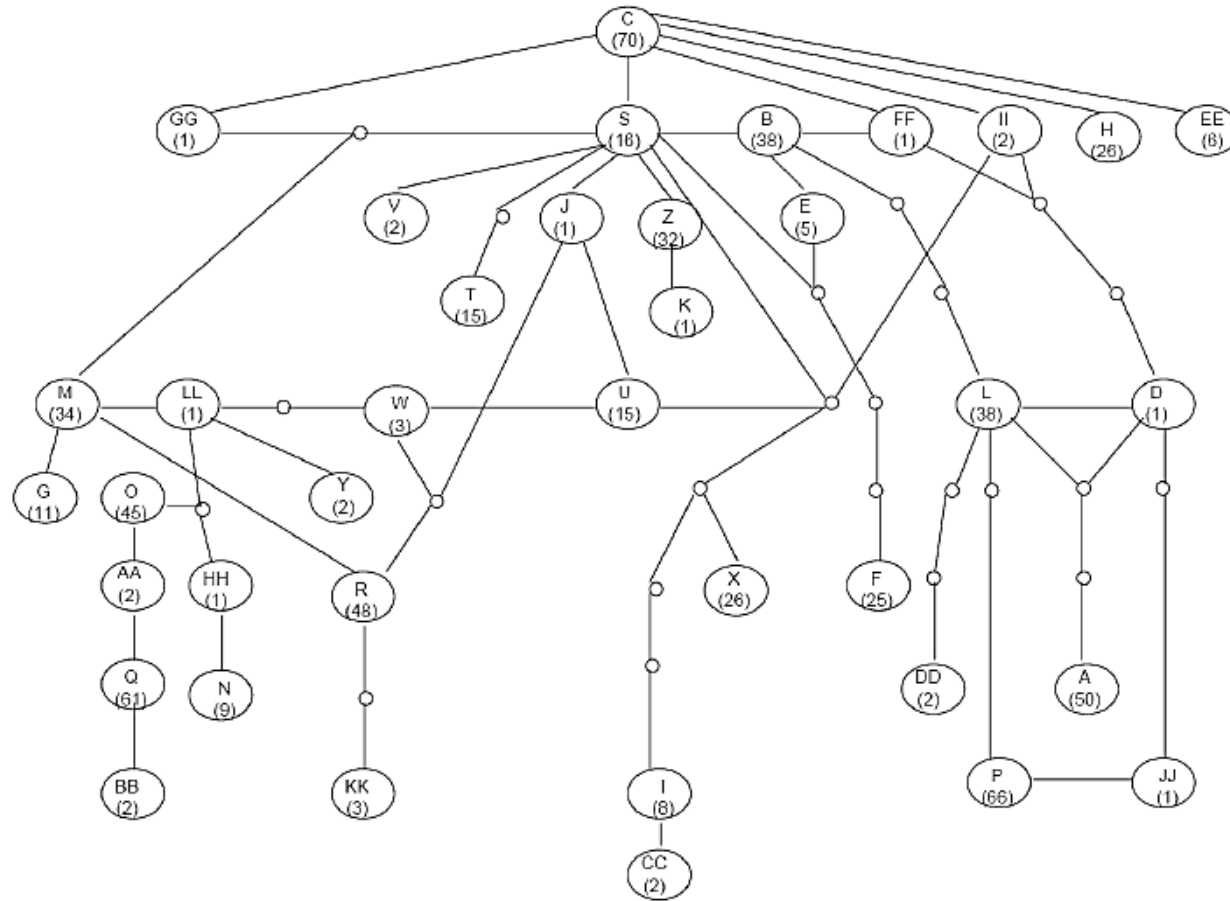 C
(70)
GG
(1)
S
(16)
B
(38)
FF
(1)
II
(2)
H
(26)
EE
(6)
V
(2)
J
(1)
Z
(32)
E
(5)
T
(15)
K
(1)
M
(34)
LL
(1)
W
(3)
U
(15)
L
(38)
D
(1)
G
(11)
O
(45)
Y
(2)
AA
(2)
HH
(1)
R
(48)
X
(26)
F
(25)
Q
(61)
N
(9)
DD
(2)
A
(50)
BB
(2)
KK
(3)
I
(8)
P
(66)
JJ
(1)
CC
(2)